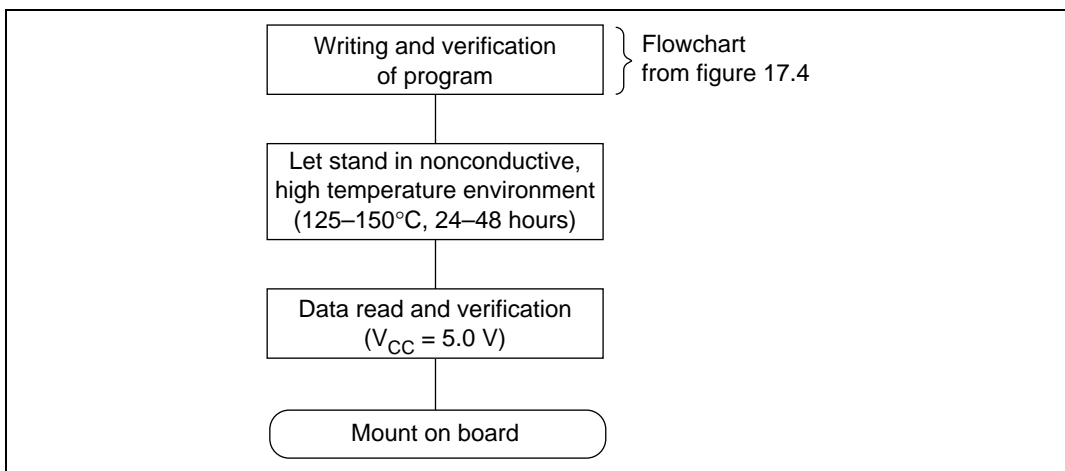 Writing and verification
of program
Flowchart
from figure 17.4
Let stand in nonconductive,
high temperature environment
(125–150°C, 24–48 hours)
Data read and verification
(VCC = 5.0 V)
Mount on board